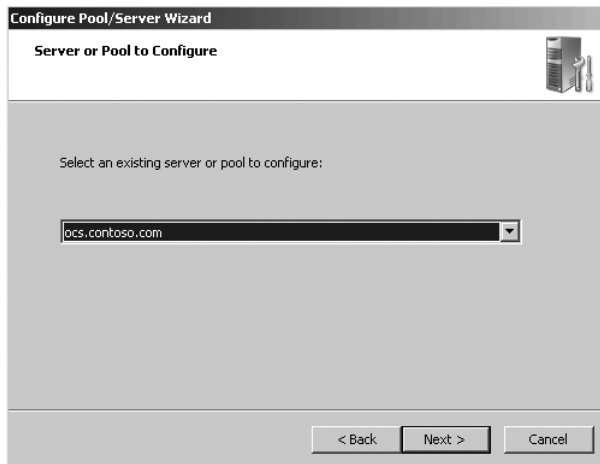 Configure Pool/Server Wizard
Server or Pool to Configure
Select an existing server or pool to configure:
ocs.contoso.com
< Back Next > Cancel